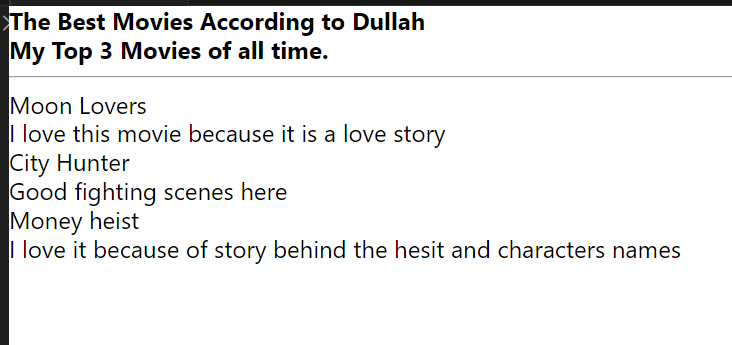 The Best Movies According to Dullah
My Top 3 Movies of all time.
Moon Lovers
I love this movie because it is a love story
City Hunter
Good fighting scenes here
Money heist
I love it because of story behind the hesit and characters names